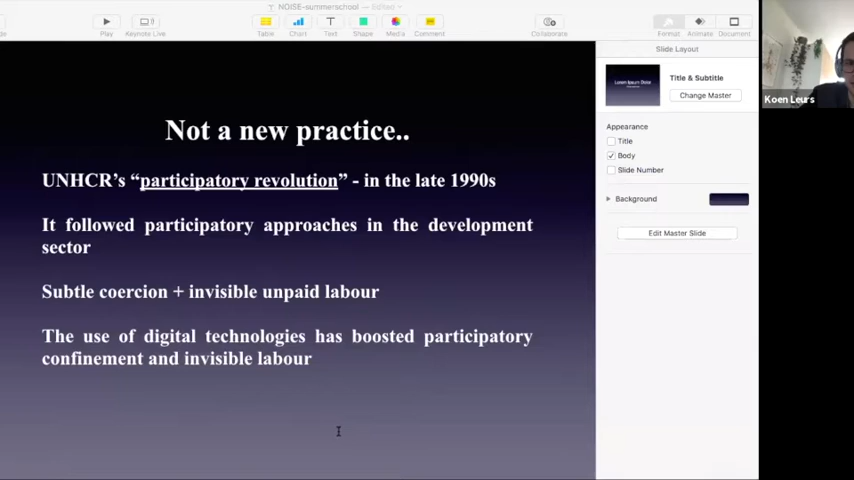 NOISE-summerschool — Edited
Play
Keynote Live
Table
Chart
Text
Shape
Media
Comment
Collaborate
Format
Animate
Document
Slide Layout
Title & Subtitle
Change Master
Koen Leurs
Appearance
Title
Body
Slide Number
Background
Edit Master Slide
Not a new practice..
UNHCR's “participatory revolution” - in the late 1990s
It followed participatory approaches in the development
sector
Subtle coercion + invisible unpaid labour
The use of digital technologies has boosted participatory
confinement and invisible labour